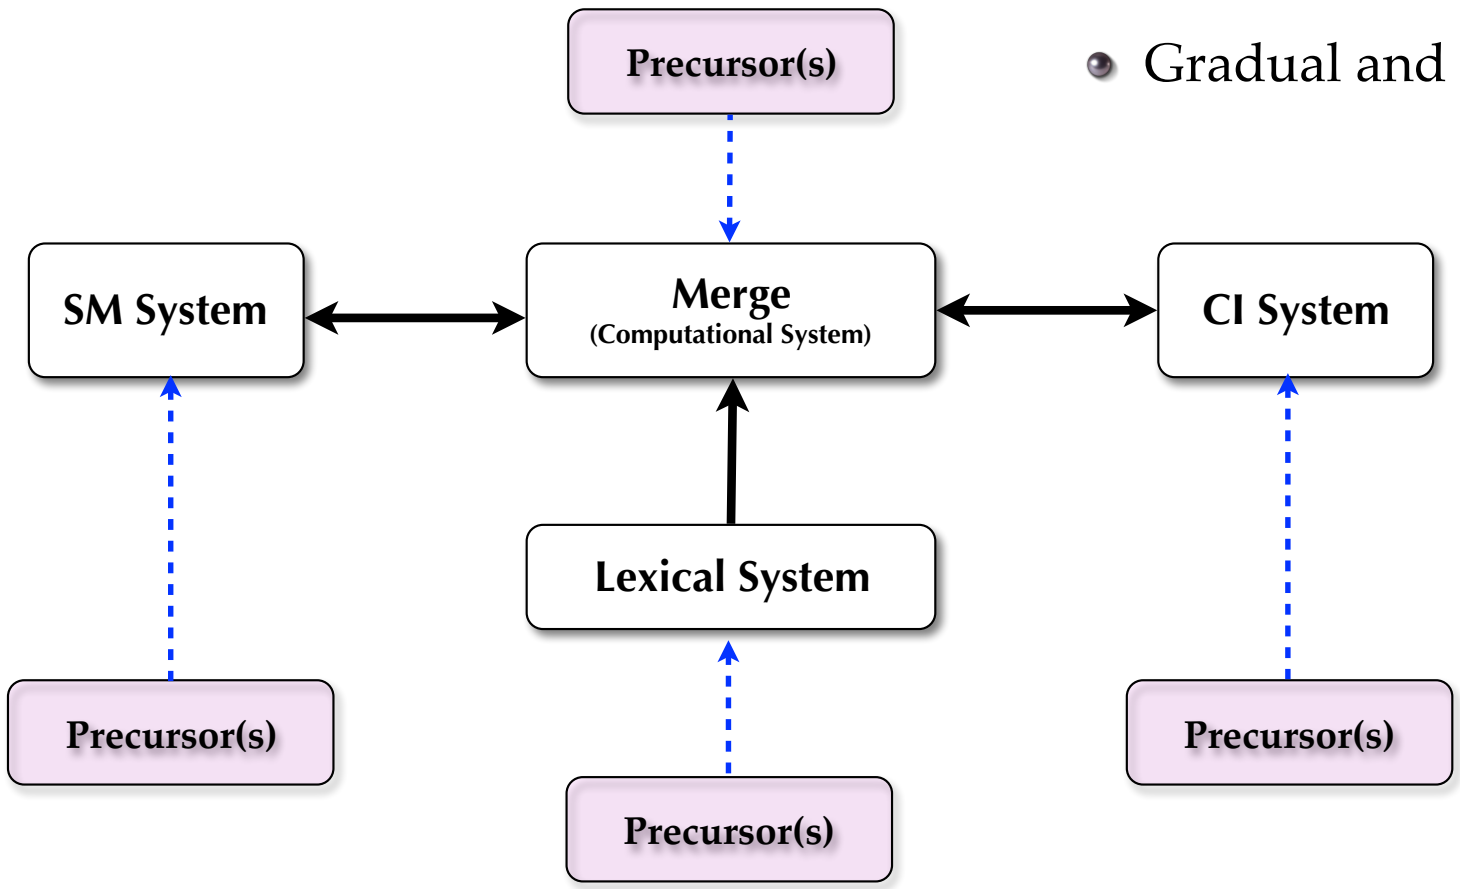 Precursor(s)
Gradual and
SM System
Merge
(Computational System)
CI System
Lexical System
Precursor(s)
Precursor(s)
Precursor(s)